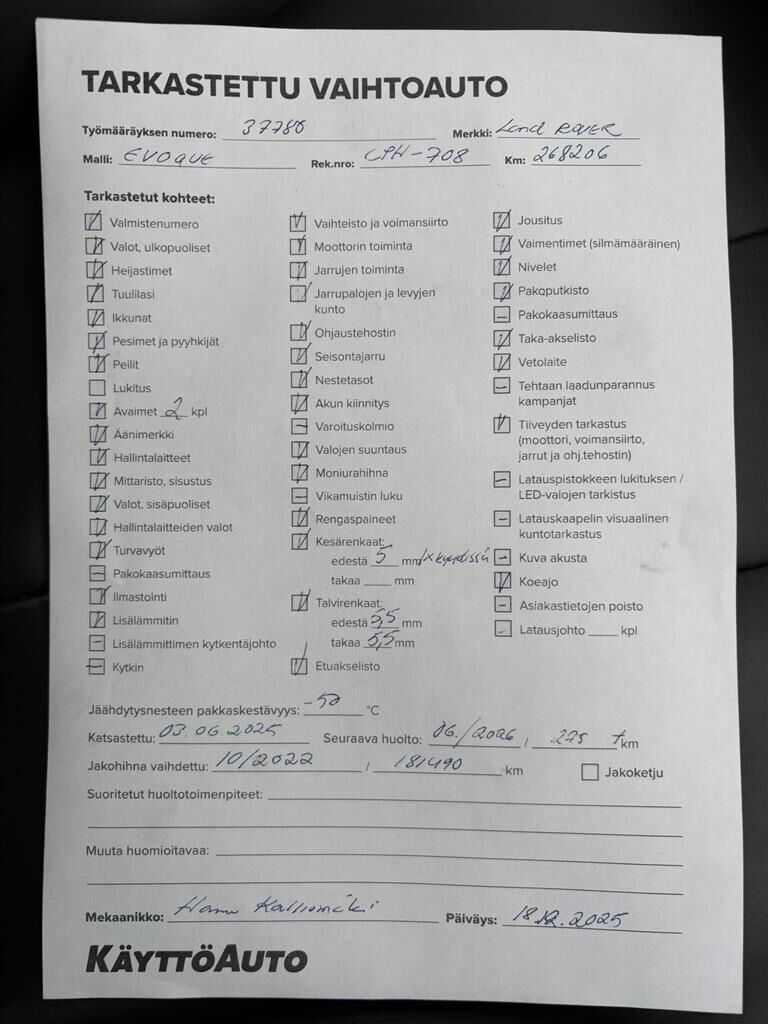 TARKASTETTU VAIHTOAUTO
Työmääräyksen numero: 37780 Merkki: Land ROVER
Malli: EVOQUE Rek.nro: CPH-708 Km: 268206
Tarkastetut kohteet:
Valmistenumero
Valot, ulkopuoliset
Heijastimet
Tuulilasi
Ikkunat
Pesimet ja pyyhkijät
Peilit
Lukitus
Avaimet 2 kpl
Äänimerkki
Hallintalaitteet
Mittaristo, sisustus
Valot, sisäpuoliset
Hallintalaitteiden valot
Turvavyöt
Pakokaasumittaus
Ilmastointi
Lisälämmitin
Lisälämmittimen kytkentäjohto
Kytkin
Vaihteisto ja voimansiirto
Moottorin toiminta
Jarrujen toiminta
Jarrupalojen ja levyjen
kunto
Ohjaustehostin
Seisontajarru
Nestetasot
Akun kiinnitys
Varoituskolmio
Valojen suuntaus
Moniurahihna
Vikamuistin luku
Rengaspaineet
Kesärenkaat:
edestä 5 mm
takaa mm
Talvirenkaat:
edestä 5,5 mm
takaa 5,5 mm
Etuakselisto
Jousitus
Vaimentimet (silmämääräinen)
Nivelet
Pakoputkisto
Pakokaasumittaus
Taka-akselisto
Vetolaite
Tehtaan laadunparannus
kampanjat
Tiiveyden tarkastus
(moottori, voimansiirto,
jarrut ja ohj.tehostin)
Latauspistokkeen lukituksen /
LED-valojen tarkistus
Latauskaapelin visuaalinen
kuntotarkastus
Kuva akusta
Koeajo
Asiakastietojen poisto
Latausjohto kpl
Jäähdytysnesteen pakkaskestävyys: -50 °C
Katsastettu: 03.06.2025 Seuraava huolto: 06./2026 / 275 tkm
Jakohihna vaihdettu: 10/2022 / 181490 km Jakoketju
Suoritetut huoltotoimenpiteet:
Muuta huomioitavaa:
Mekaanikko: Hannu Kalliomäki Päiväys: 18.12.2025
KÄYTTÖAUTO